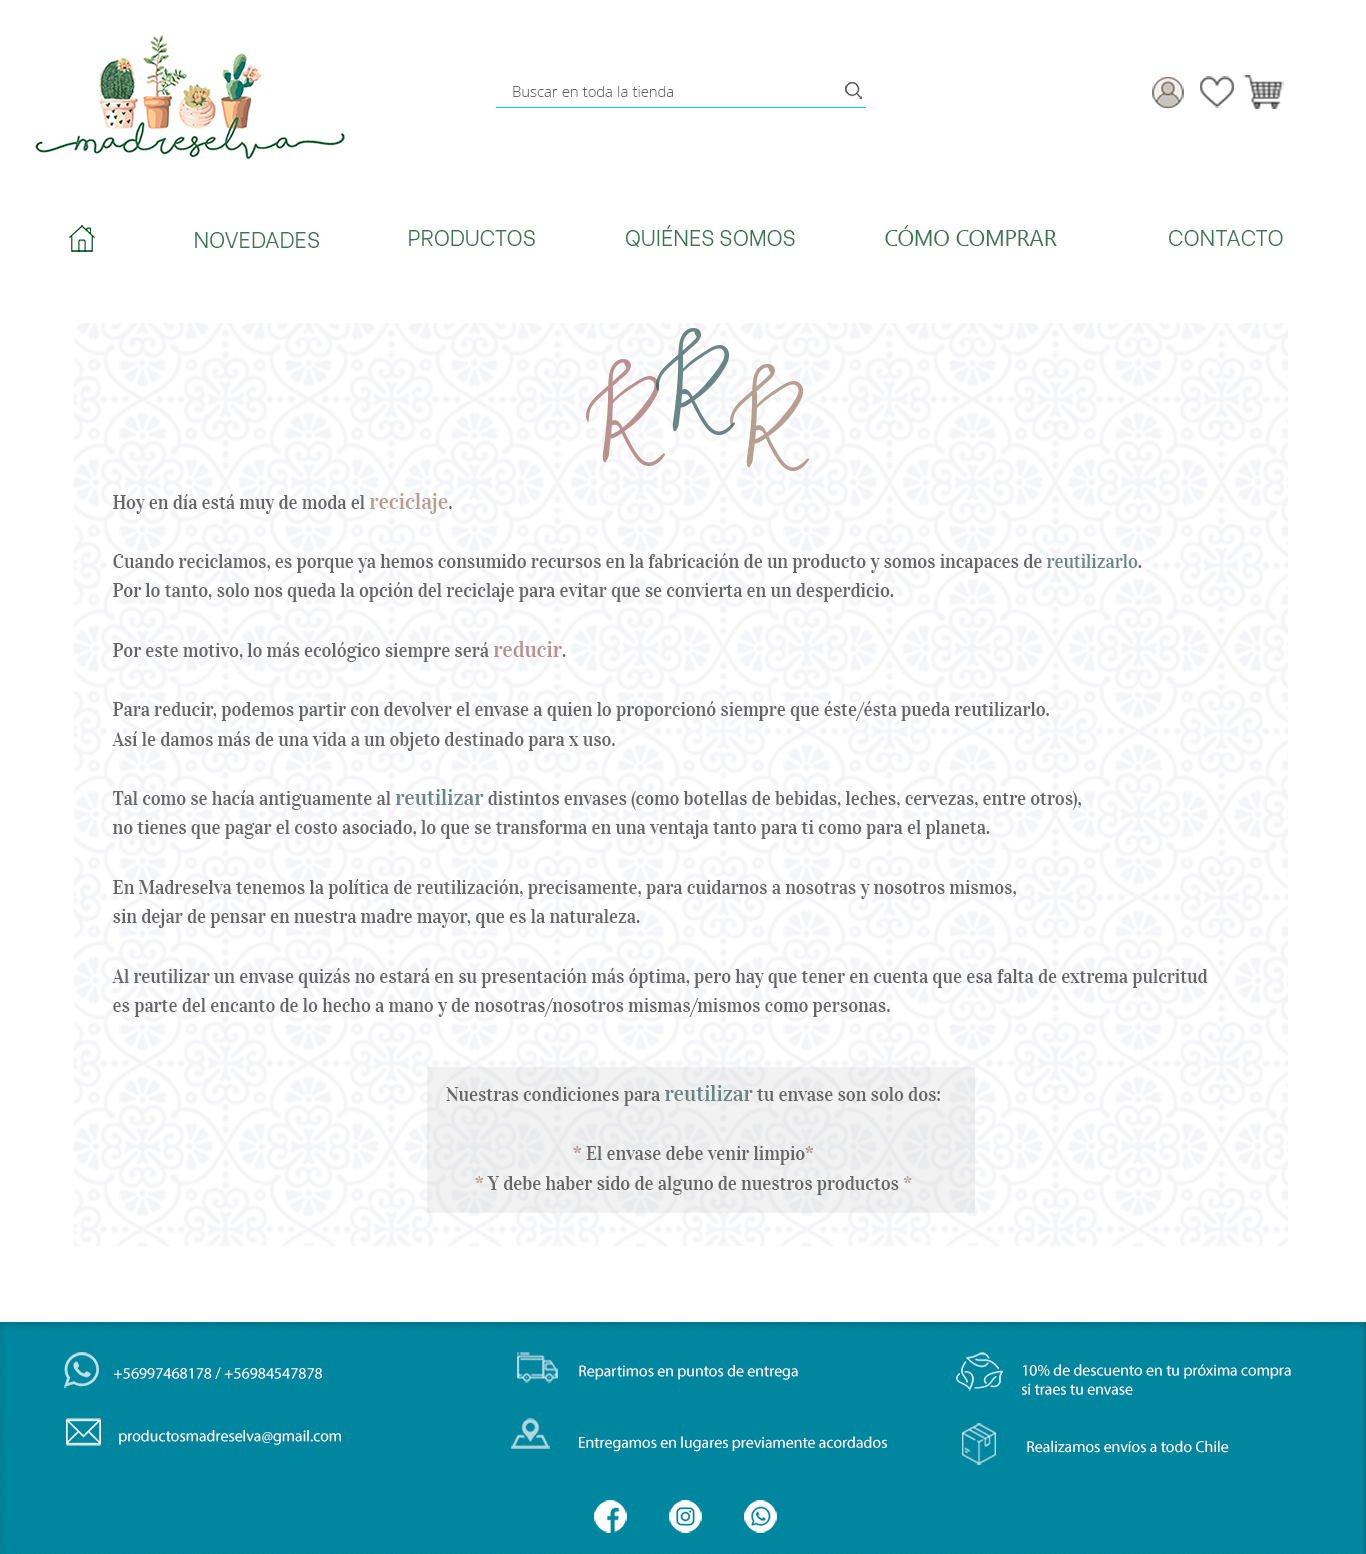 madreselva
Buscar en toda la tienda
NOVEDADES
PRODUCTOS
QUIÉNES SOMOS
CÓMO COMPRAR
CONTACTO
R R R
Hoy en día está muy de moda el reciclaje.
Cuando reciclamos, es porque ya hemos consumido recursos en la fabricación de un producto y somos incapaces de reutilizarlo.
Por lo tanto, solo nos queda la opción del reciclaje para evitar que se convierta en un desperdicio.
Por este motivo, lo más ecológico siempre será reducir.
Para reducir, podemos partir con devolver el envase a quien lo proporcionó siempre que éste/ésta pueda reutilizarlo.
Así le damos más de una vida a un objeto destinado para x uso.
Tal como se hacía antiguamente al reutilizar distintos envases (como botellas de bebidas, leches, cervezas, entre otros),
no tienes que pagar el costo asociado, lo que se transforma en una ventaja tanto para ti como para el planeta.
En Madreselva tenemos la política de reutilización, precisamente, para cuidarnos a nosotras y nosotros mismos,
sin dejar de pensar en nuestra madre mayor, que es la naturaleza.
Al reutilizar un envase quizás no estará en su presentación más óptima, pero hay que tener en cuenta que esa falta de extrema pulcritud
es parte del encanto de lo hecho a mano y de nosotras/nosotros mismas/mismos como personas.
Nuestras condiciones para reutilizar tu envase son solo dos:
* El envase debe venir limpio*
* Y debe haber sido de alguno de nuestros productos *
+56997468178 / +56984547878
productosmadreselva@gmail.com
Repartimos en puntos de entrega
Entregamos en lugares previamente acordados
10% de descuento en tu próxima compra
si traes tu envase
Realizamos envíos a todo Chile